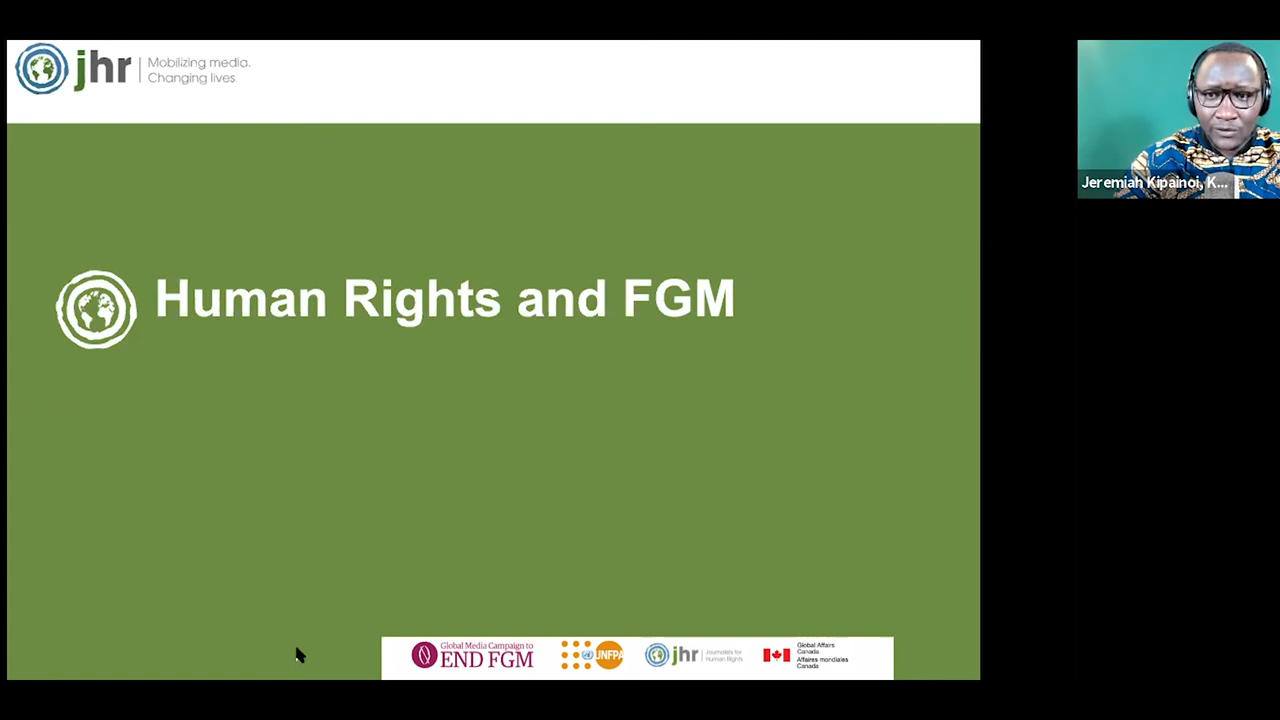 jhr
Mobilizing media.
Changing lives.
Jeremiah Kipainoi, K...
Human Rights and FGM
Global Media Campaign to
END FGM
UNFPA
jhr
Journalists for
Human Rights
Global Affairs
Canada
Affaires mondiales
Canada